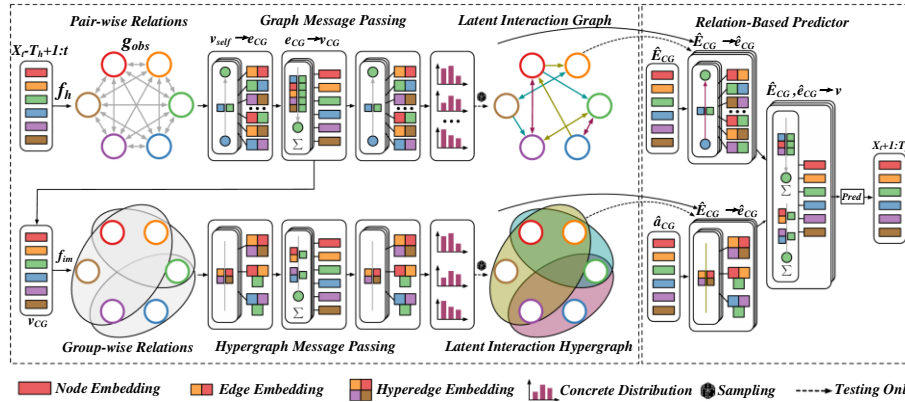 Pair-wise Relations
Graph Message Passing
Latent Interaction Graph
Relation-Based Predictor
X_t-T_h+1:t
g_obs
v_self → e_CG
e_CG → v_CG
Ê_CG
Ê_CG → ê_CG
f_h
Ê_CG , ê_CG → v
Σ
X_t+1:T
Pred
Σ
Σ
â_CG
Ê_CG → ê_CG
f_im
Σ
v_CG
Group-wise Relations
Hypergraph Message Passing
Latent Interaction Hypergraph
Node Embedding
Edge Embedding
Hyperedge Embedding
Concrete Distribution
Sampling
Testing Onl